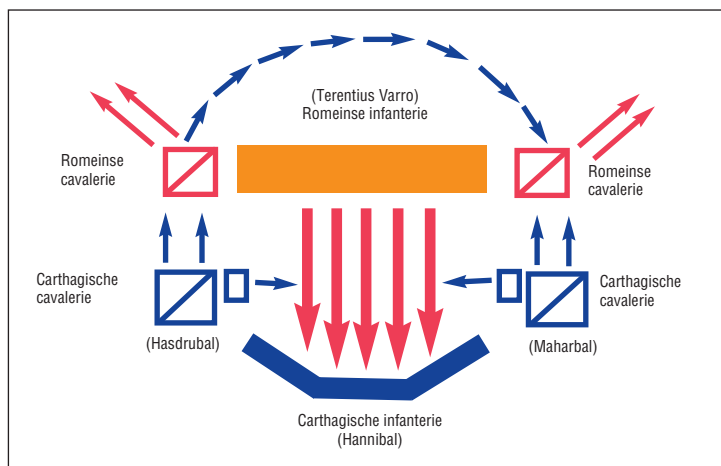 (Terentius Varro)
Romeinse infanterie
Romeinse
cavalerie
Romeinse
cavalerie
Carthagische
cavalerie
Carthagische
cavalerie
(Hasdrubal)
(Maharbal)
Carthagische infanterie
(Hannibal)